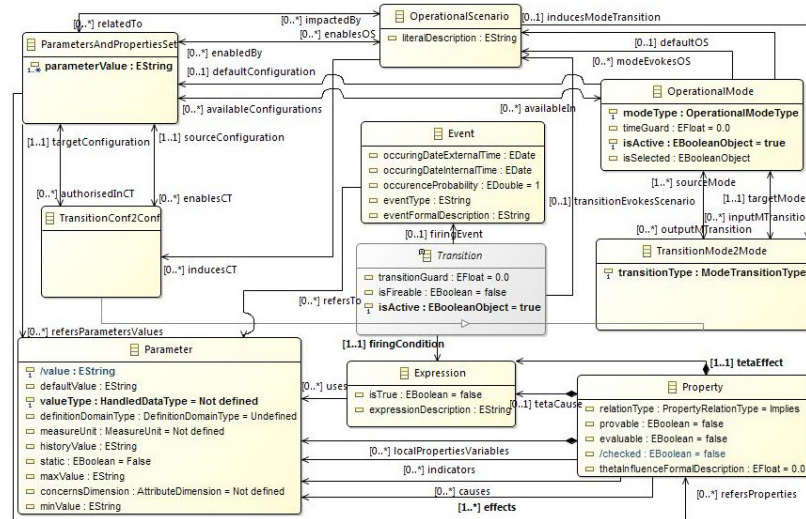 [0..*] relatedTo
[0..*] impactedBy
[0..*] enablesOS
OperationalScenario
literalDescription : EString
[0..1] inducesModeTransition
ParametersAndPropertiesSet
parameterValue : EString
[0..*] enabledBy
[0..1] defaultConfiguration
[0..1] defaultOS
[0..*] modeEvokesOS
[0..*] availableConfigurations
[0..*] availableIn
OperationalMode
modeType : OperationalModeType
timeGuard : EFloat = 0.0
isActive : EBooleanObject = true
isSelected : EBooleanObject
[1..1] targetConfiguration
[1..1] sourceConfiguration
Event
occuringDateExternalTime : EDate
occuringDateInternalTime : EDate
occurenceProbability : EDouble = 1
eventType : EString
eventFormalDescription : EString
[0..*] authorisedInCT
[0..*] enablesCT
[1..*] sourceMode
[1..1] targetMode
[0..1] transitionEvokesScenario
[0..*] inputMTransition
[0..*] outputMTransition
TransitionConf2Conf
[0..1] firingEvent
[0..*] inducesCT
Transition
transitionGuard : EFloat = 0.0
isFireable : EBoolean = false
isActive : EBooleanObject = true
TransitionMode2Mode
transitionType : ModeTransitionType
[0..*] refersTo
[0..*] refersParametersValues
[1..1] firingCondition
Parameter
/value : EString
defaultValue : EString
valueType : HandledDataType = Not defined
definitionDomainType : DefinitionDomainType = Undefined
measureUnit : MeasureUnit = Not defined
historyValue : EString
static : EBoolean = False
maxValue : EString
concernsDimension : AttributeDimension = Not defined
minValue : EString
[0..*] uses
Expression
isTrue : EBoolean = false
expressionDescription : EString
[1..1] tetaEffect
[0..1] tetaCause
Property
relationType : PropertyRelationType = Implies
provable : EBoolean = false
evaluable : EBoolean = false
/checked : EBoolean = false
thetaInfluenceFormalDescription : EFloat = 0.0
[0..*] localPropertiesVariables
[0..*] indicators
[0..*] causes
[1..*] effects
[0..*] refersProperties